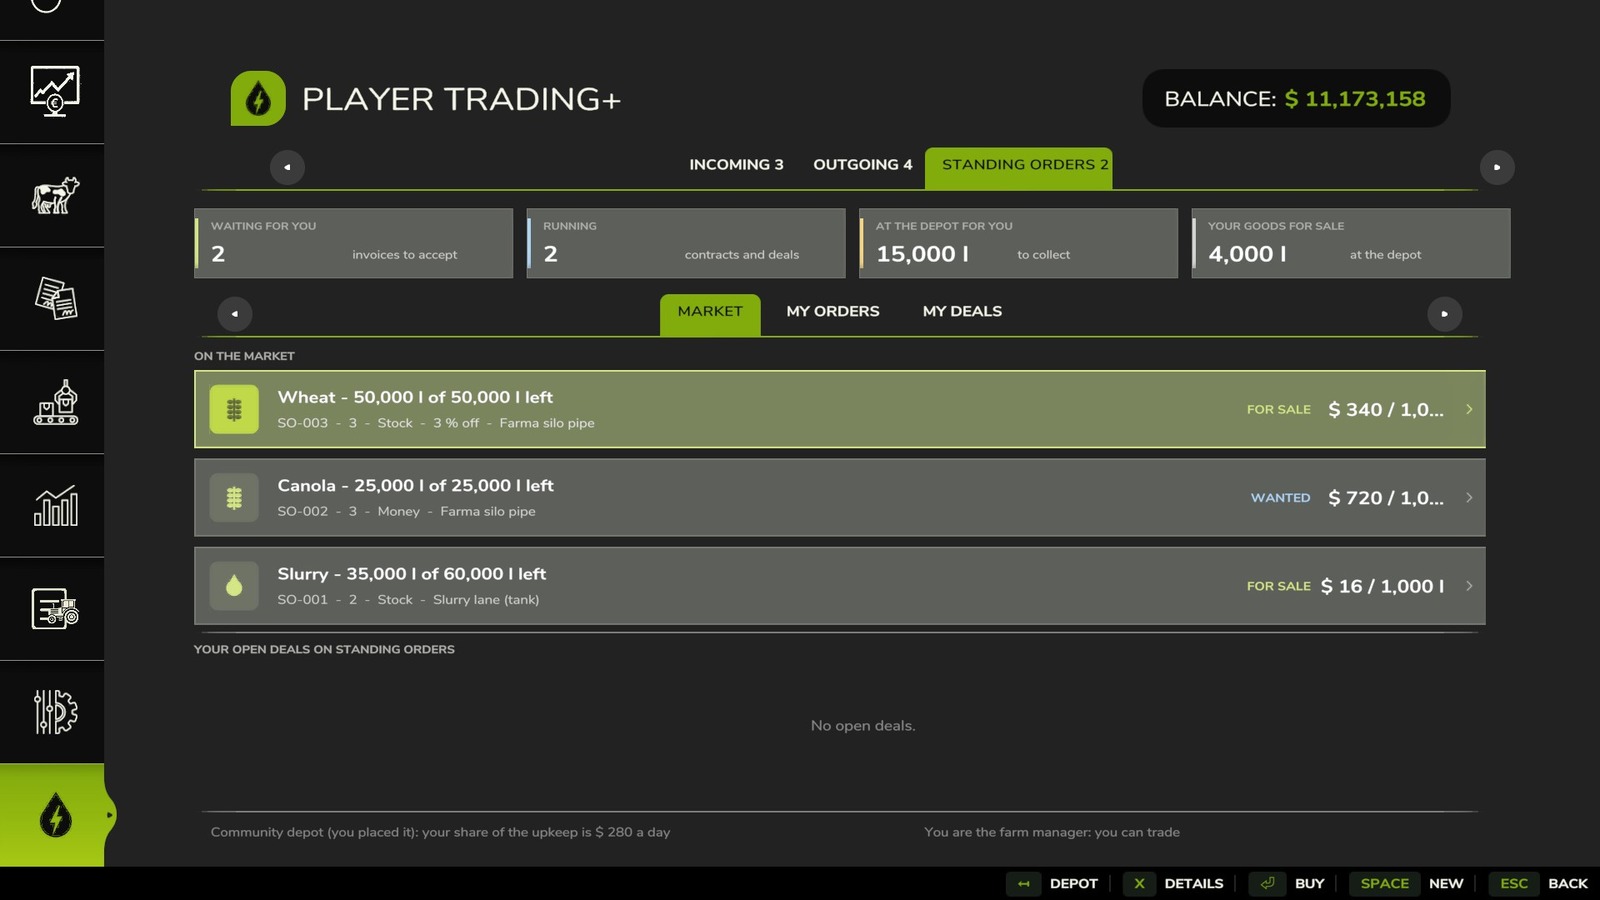 PLAYER TRADING+
BALANCE: $ 11,173,158
INCOMING 3
OUTGOING 4
STANDING ORDERS 2
WAITING FOR YOU
2
invoices to accept
RUNNING
2
contracts and deals
AT THE DEPOT FOR YOU
15,000 l
to collect
YOUR GOODS FOR SALE
4,000 l
at the depot
MARKET
MY ORDERS
MY DEALS
ON THE MARKET
Wheat - 50,000 l of 50,000 l left
SO-003 - 3 - Stock - 3 % off - Farma silo pipe
FOR SALE
$ 340 / 1,0...
Canola - 25,000 l of 25,000 l left
SO-002 - 3 - Money - Farma silo pipe
WANTED
$ 720 / 1,0...
Slurry - 35,000 l of 60,000 l left
SO-001 - 2 - Stock - Slurry lane (tank)
FOR SALE
$ 16 / 1,000 l
YOUR OPEN DEALS ON STANDING ORDERS
No open deals.
Community depot (you placed it): your share of the upkeep is $ 280 a day
You are the farm manager: you can trade
DEPOT
X DETAILS
BUY
SPACE NEW
ESC BACK